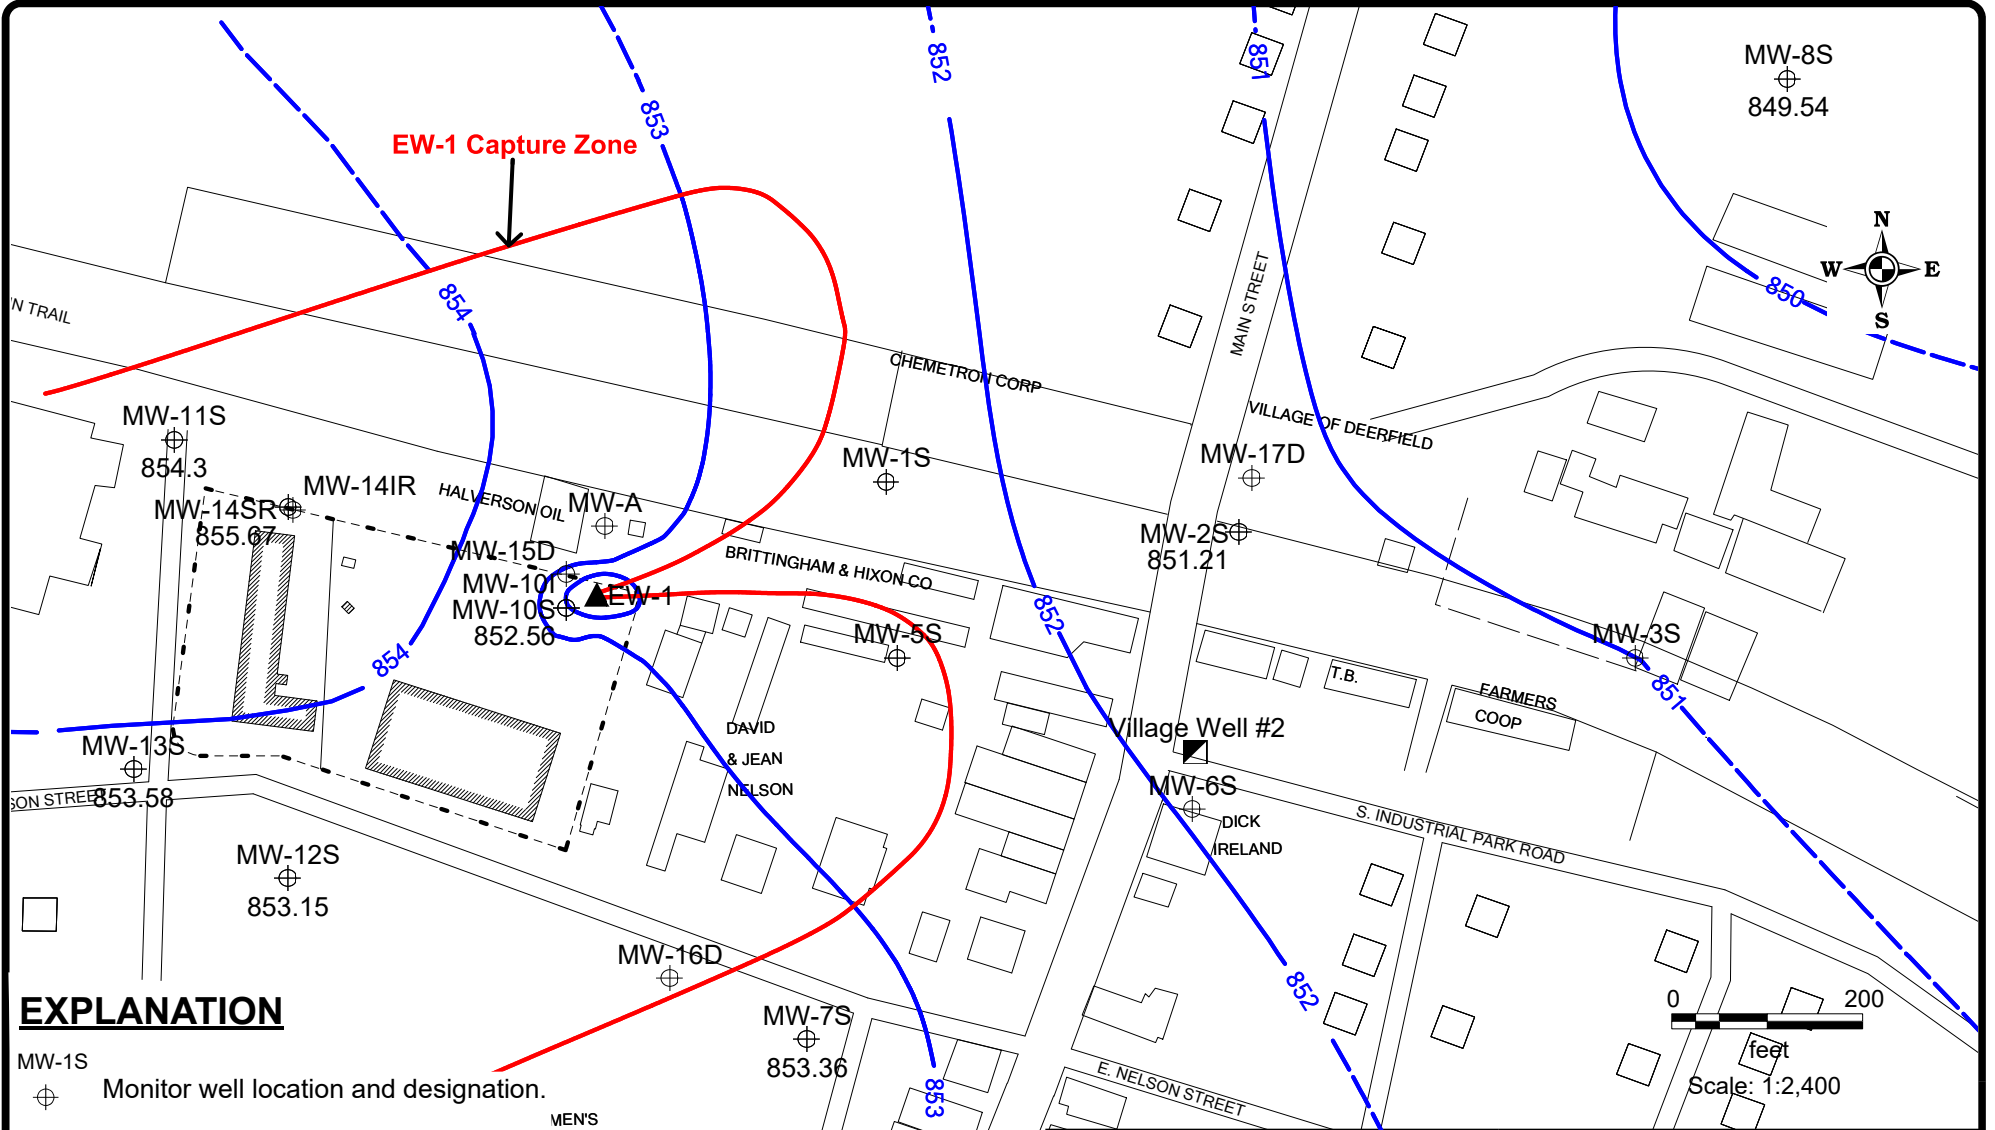 852
851
MW-8S
849.54
853
EW-1 Capture Zone
N
W E
S
854
850
N TRAIL
MAIN STREET
CHEMETRON CORP
VILLAGE OF DEERFIELD
MW-11S
854.3
MW-14IR
MW-14SR
855.67
HALVERSON OIL
MW-A
MW-1S
MW-17D
MW-2S
851.21
MW-15D
MW-10I
MW-10S
852.56
EW-1
BRITTINGHAM & HIXON CO
852
MW-5S
MW-3S
854
T.B.
FARMERS
COOP
851
DAVID
& JEAN
NELSON
Village Well #2
MW-6S
DICK
IRELAND
S. INDUSTRIAL PARK ROAD
MW-13S
853.58
SON STREET
MW-12S
853.15
MW-16D
MW-7S
853.36
852
853
E. NELSON STREET
0 200
feet
Scale: 1:2,400
EXPLANATION
MW-1S
Monitor well location and designation.
MEN'S